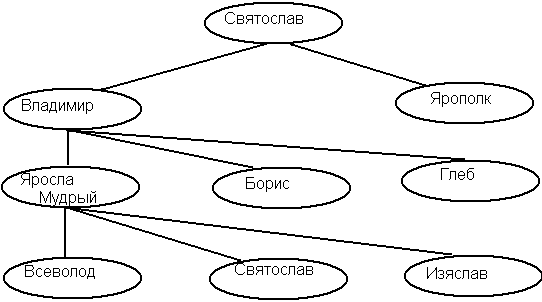 Святослав
Владимир
Ярополк
Яросла
Мудрый
Борис
Глеб
Всеволод
Святослав
Изяслав